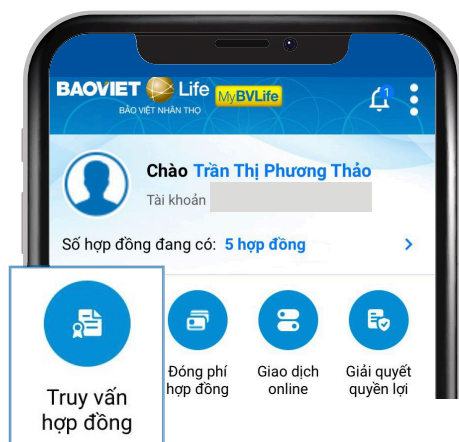 BAOVIET Life MyBVLife
BẢO VIỆT NHÂN THỌ
1
Chào Trần Thị Phương Thảo
Tài khoản
Số hợp đồng đang có: 5 hợp đồng
Truy vấn
hợp đồng
Đóng phí
hợp đồng
Giao dịch
online
Giải quyết
quyền lợi